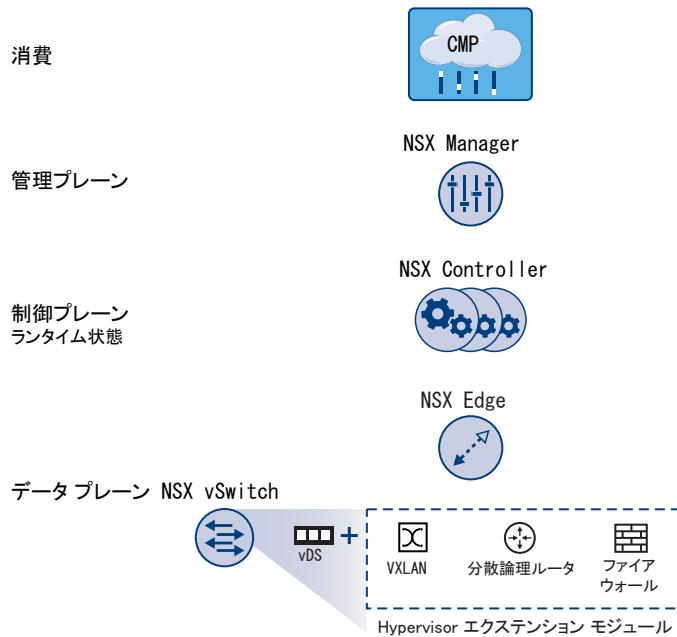 消費
CMP
NSX Manager
管理プレーン
NSX Controller
制御プレーン
ランタイム状態
NSX Edge
データ プレーン NSX vSwitch
vDS
+
VXLAN
分散論理ルータ
ファイア
ウォール
Hypervisor エクステンション モジュール